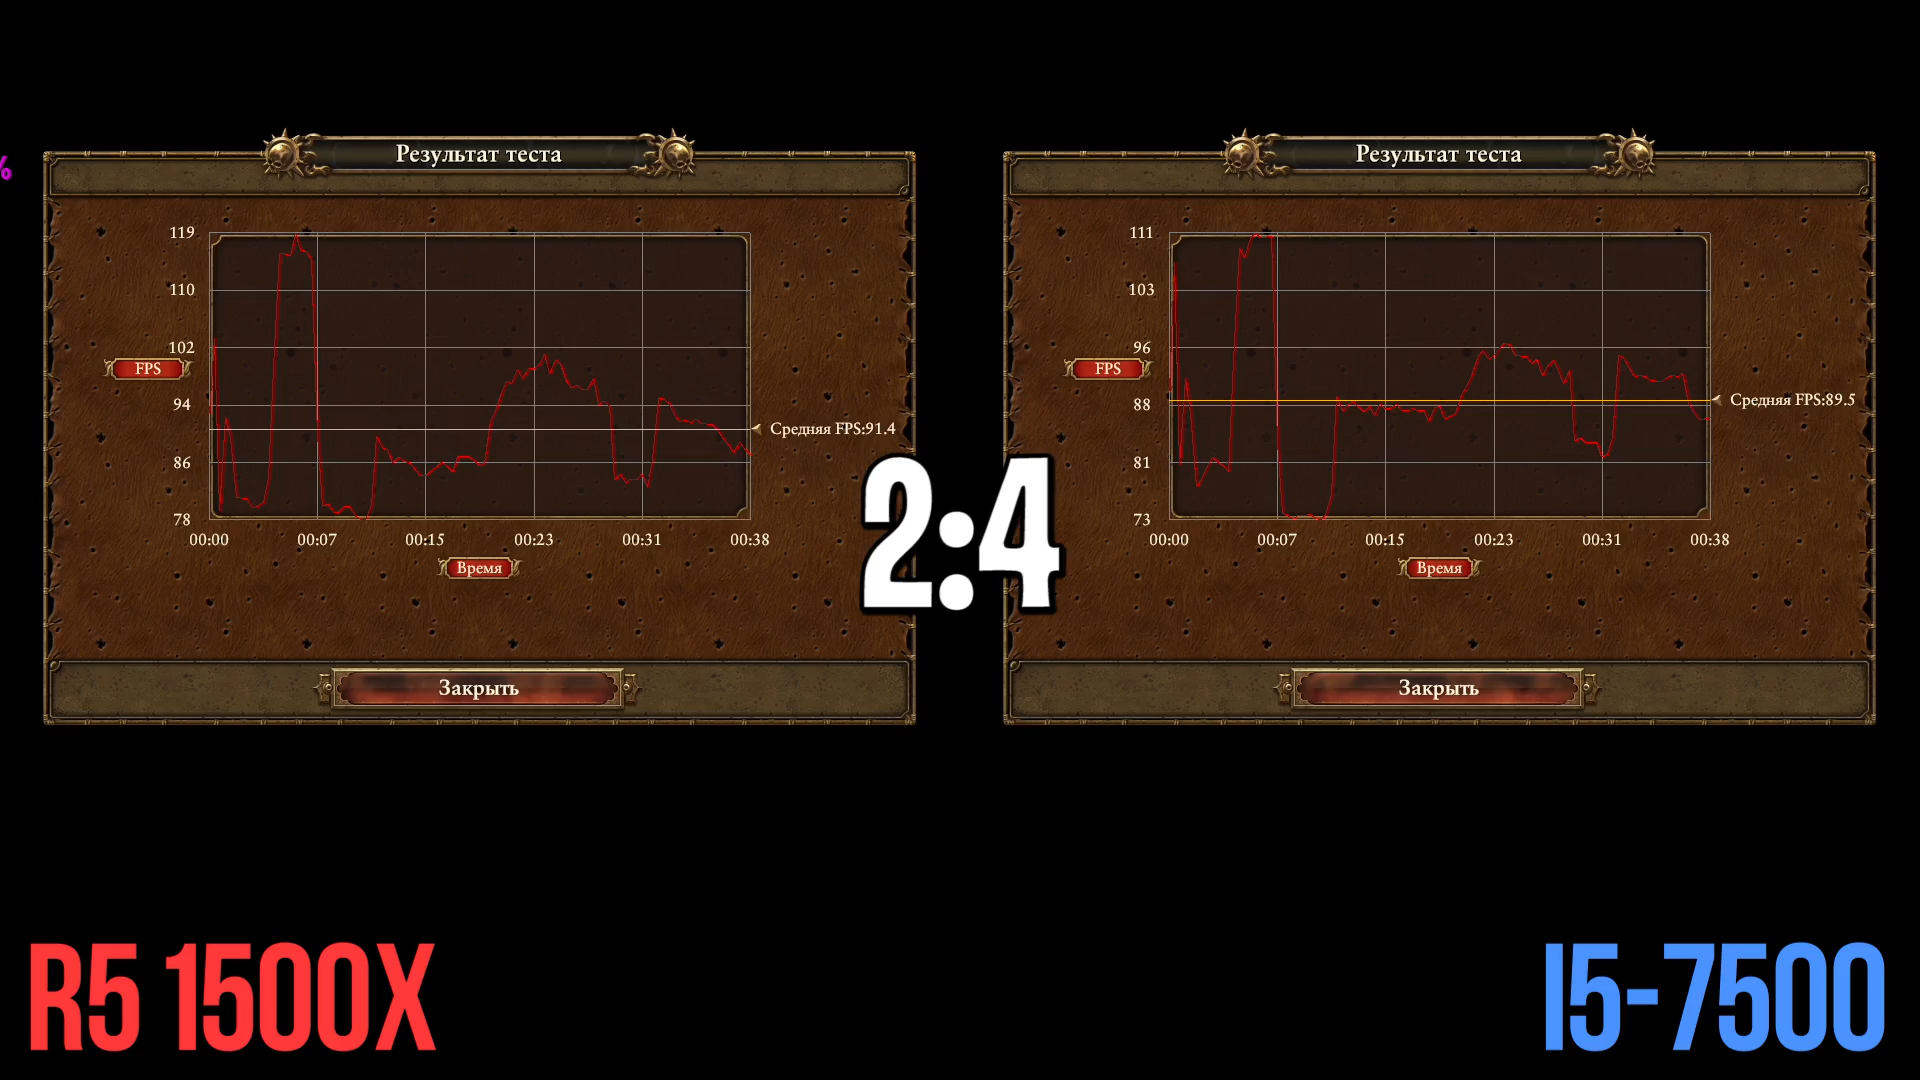 %
Результат теста
119
110
102
94
86
78
FPS
Средняя FPS:91.4
00:00 00:07 00:15 00:23 00:31 00:38
Время
Закрыть
2:4
Результат теста
111
103
96
88
81
73
FPS
Средняя FPS:89.5
00:00 00:07 00:15 00:23 00:31 00:38
Время
Закрыть
R5 1500X
I5-7500